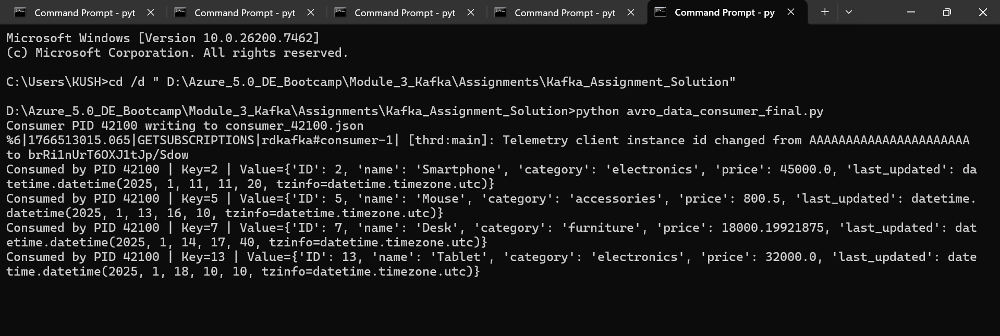 Command Prompt - pyt
Command Prompt - pyt
Command Prompt - pyt
Command Prompt - pyt
Command Prompt - py
Microsoft Windows [Version 10.0.26200.7462]
(c) Microsoft Corporation. All rights reserved.
C:\Users\KUSH>cd /d " D:\Azure_5.0_DE_Bootcamp\Module_3_Kafka\Assignments\Kafka_Assignment_Solution"
D:\Azure_5.0_DE_Bootcamp\Module_3_Kafka\Assignments\Kafka_Assignment_Solution>python avro_data_consumer_final.py
Consumer PID 42100 writing to consumer_42100.json
%6|1766513015.065|GETSUBSCRIPTIONS|rdkafka#consumer-1| [thrd:main]: Telemetry client instance id changed from AAAAAAAAAAAAAAAAAAAAAA
to brRi1nUrT6OXJ1tJp/Sdow
Consumed by PID 42100 | Key=2 | Value={'ID': 2, 'name': 'Smartphone', 'category': 'electronics', 'price': 45000.0, 'last_updated': da
tetime.datetime(2025, 1, 11, 11, 20, tzinfo=datetime.timezone.utc)}
Consumed by PID 42100 | Key=5 | Value={'ID': 5, 'name': 'Mouse', 'category': 'accessories', 'price': 800.5, 'last_updated': datetime.
datetime(2025, 1, 13, 16, 10, tzinfo=datetime.timezone.utc)}
Consumed by PID 42100 | Key=7 | Value={'ID': 7, 'name': 'Desk', 'category': 'furniture', 'price': 18000.19921875, 'last_updated': dat
etime.datetime(2025, 1, 14, 17, 40, tzinfo=datetime.timezone.utc)}
Consumed by PID 42100 | Key=13 | Value={'ID': 13, 'name': 'Tablet', 'category': 'electronics', 'price': 32000.0, 'last_updated': date
time.datetime(2025, 1, 18, 10, 10, tzinfo=datetime.timezone.utc)}